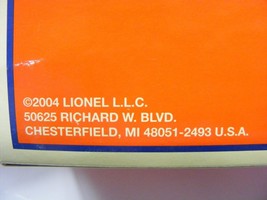 ©2004 LIONEL L.L.C.
50625 RICHARD W. BLVD.
CHESTERFIELD, MI 48051-2493 U.S.A.